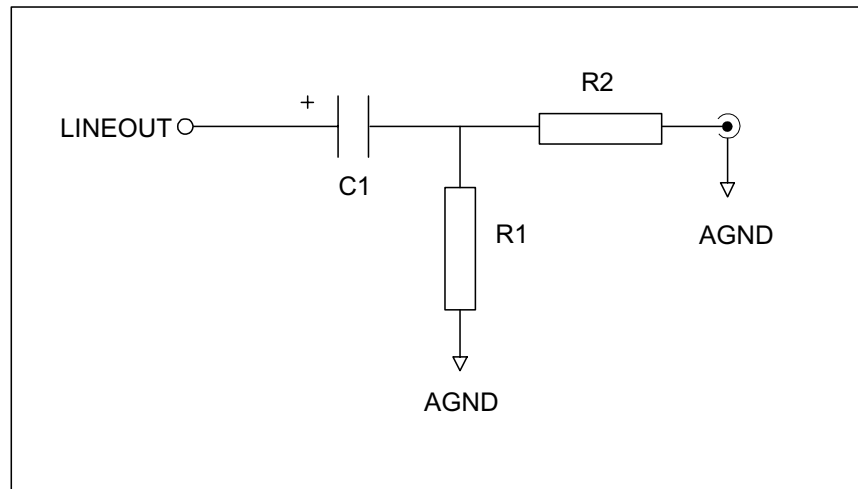 R2
+
LINEOUT
C1
R1
AGND
AGND